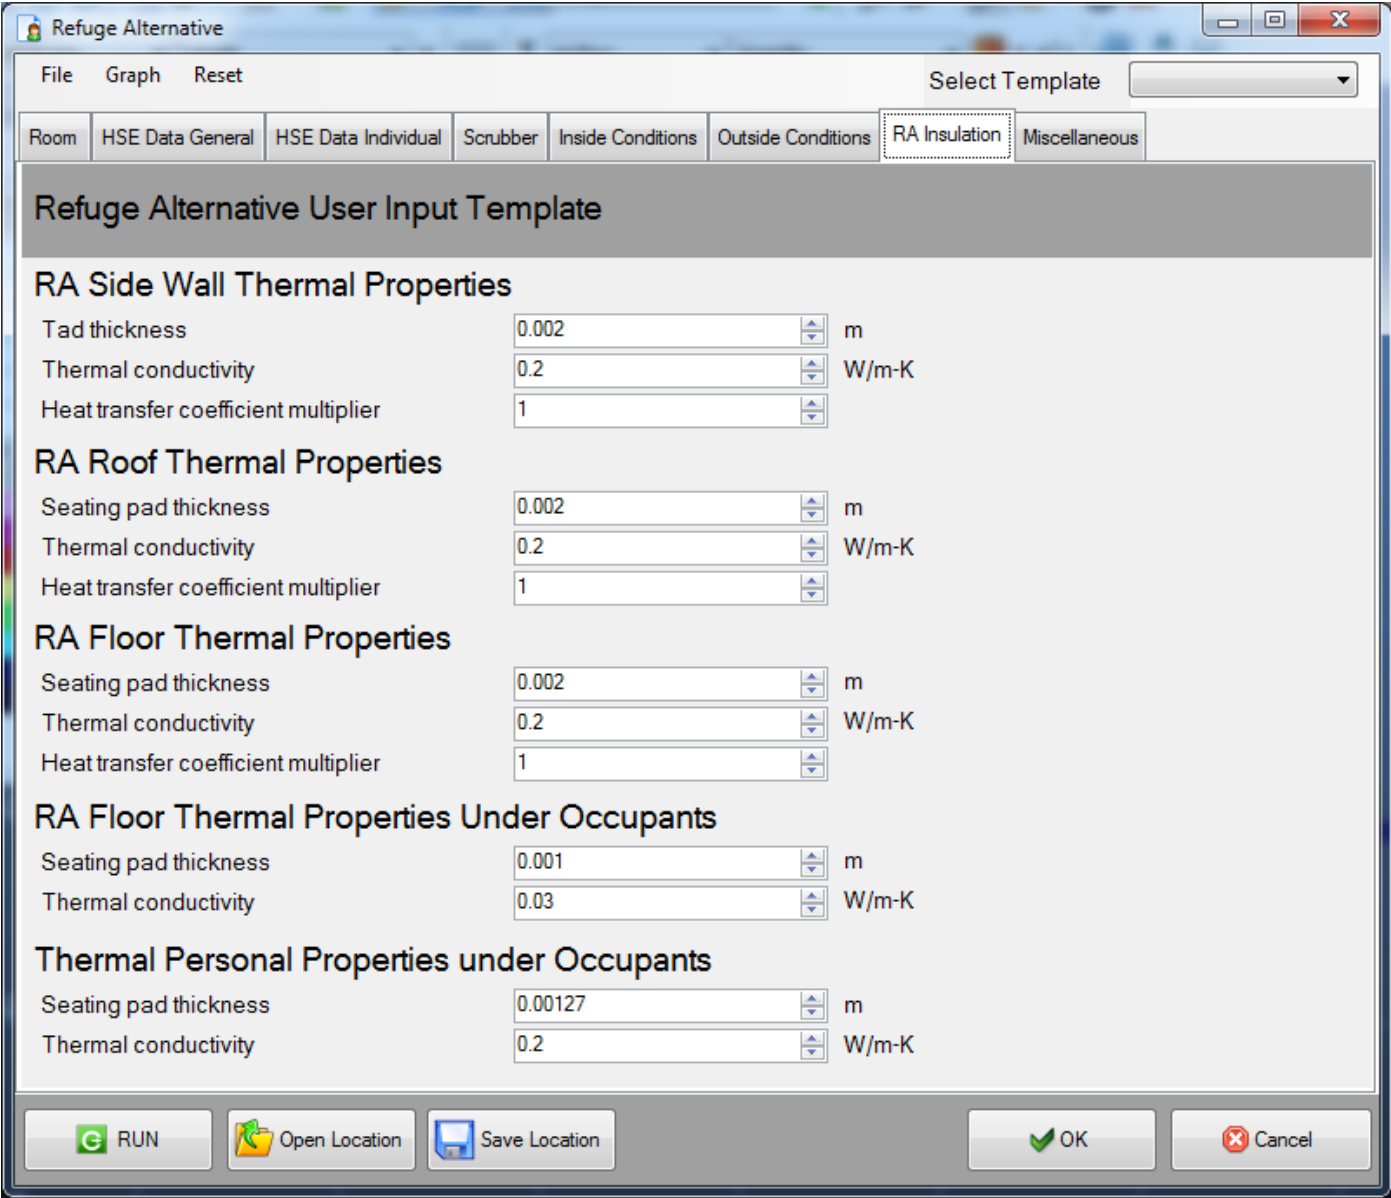 Refuge Alternative
File Graph Reset Select Template
Room HSE Data General HSE Data Individual Scrubber Inside Conditions Outside Conditions RA Insulation Miscellaneous
Refuge Alternative User Input Template
RA Side Wall Thermal Properties
Tad thickness 0.002 m
Thermal conductivity 0.2 W/m-K
Heat transfer coefficient multiplier 1
RA Roof Thermal Properties
Seating pad thickness 0.002 m
Thermal conductivity 0.2 W/m-K
Heat transfer coefficient multiplier 1
RA Floor Thermal Properties
Seating pad thickness 0.002 m
Thermal conductivity 0.2 W/m-K
Heat transfer coefficient multiplier 1
RA Floor Thermal Properties Under Occupants
Seating pad thickness 0.001 m
Thermal conductivity 0.03 W/m-K
Thermal Personal Properties under Occupants
Seating pad thickness 0.00127 m
Thermal conductivity 0.2 W/m-K
RUN Open Location Save Location OK Cancel